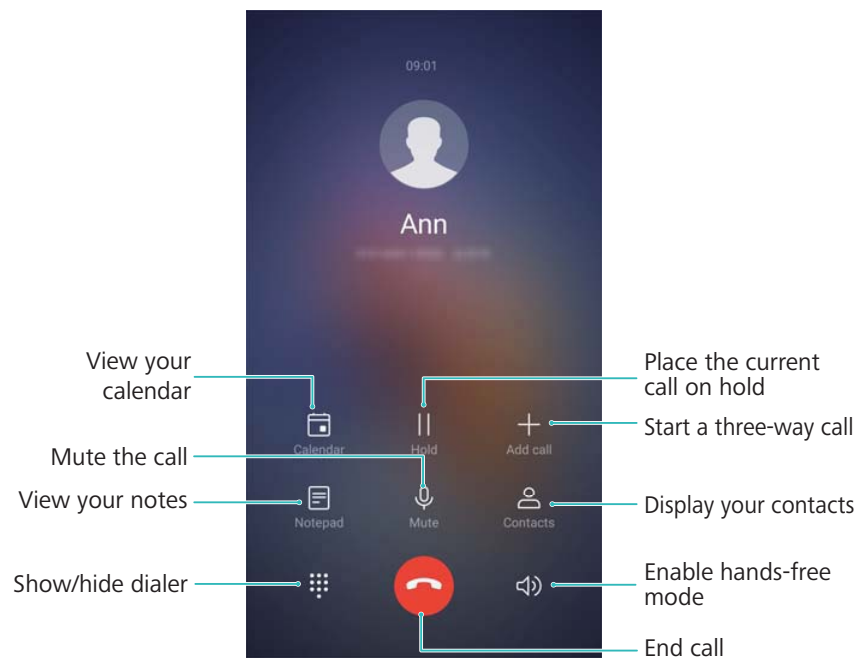 09:01
Ann
View your
calendar
Place the current
call on hold
Start a three-way call
Calendar
Hold
Add call
Mute the call
View your notes
Display your contacts
Notepad
Mute
Contacts
Show/hide dialer
Enable hands-free
mode
End call